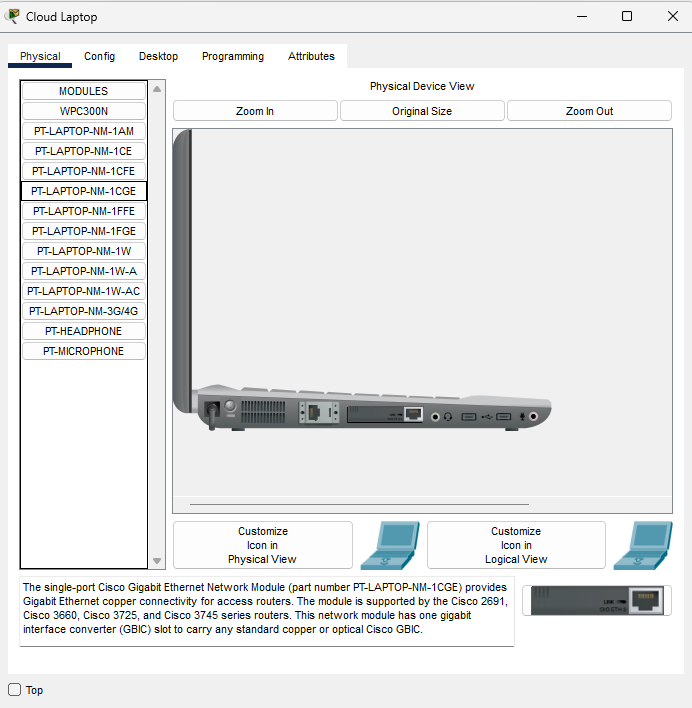 Cloud Laptop
Physical
Config
Desktop
Programming
Attributes
MODULES
WPC300N
PT-LAPTOP-NM-1AM
PT-LAPTOP-NM-1CE
PT-LAPTOP-NM-1CFE
PT-LAPTOP-NM-1CGE
PT-LAPTOP-NM-1FFE
PT-LAPTOP-NM-1FGE
PT-LAPTOP-NM-1W
PT-LAPTOP-NM-1W-A
PT-LAPTOP-NM-1W-AC
PT-LAPTOP-NM-3G/4G
PT-HEADPHONE
PT-MICROPHONE
Physical Device View
Zoom In
Original Size
Zoom Out
Customize
Icon in
Physical View
Customize
Icon in
Logical View
The single-port Cisco Gigabit Ethernet Network Module (part number PT-LAPTOP-NM-1CGE) provides
Gigabit Ethernet copper connectivity for access routers. The module is supported by the Cisco 2691,
Cisco 3660, Cisco 3725, and Cisco 3745 series routers. This network module has one gigabit
interface converter (GBIC) slot to carry any standard copper or optical Cisco GBIC.
LINK
Top